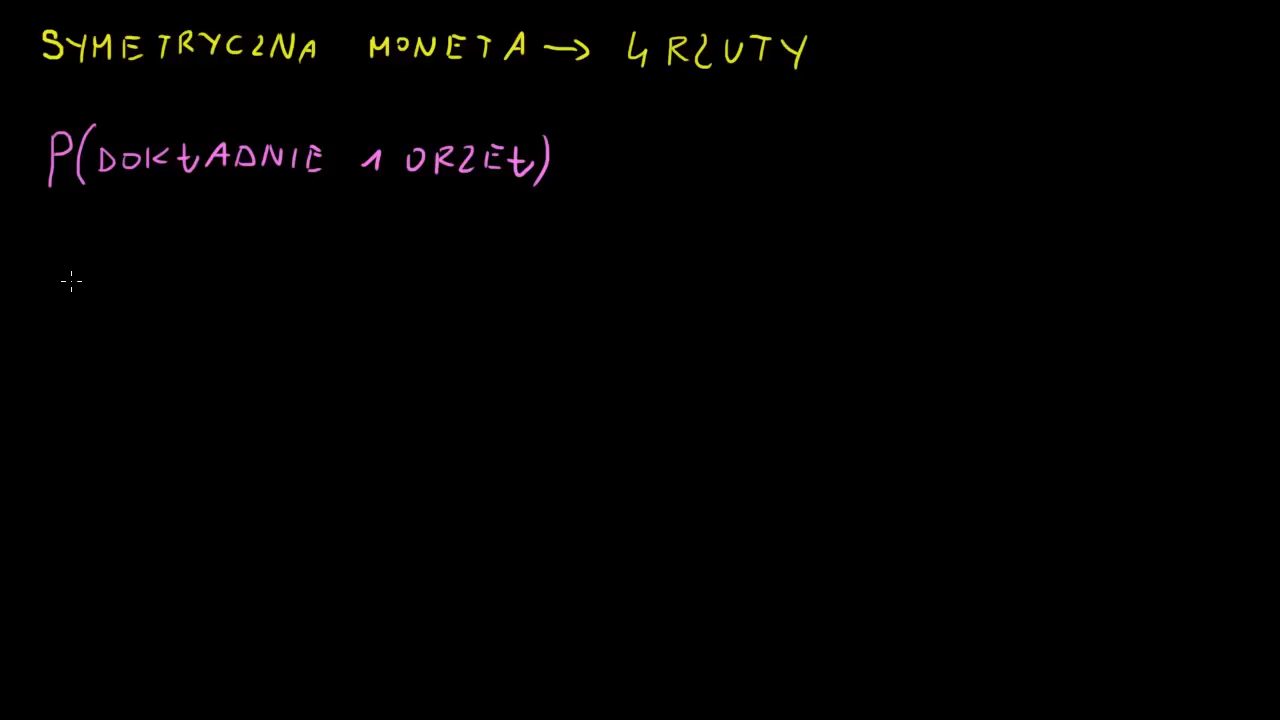 SYMETRYCZNA MONETA → 4 RZUTY
P(DOKŁADNIE 1 ORZEŁ)